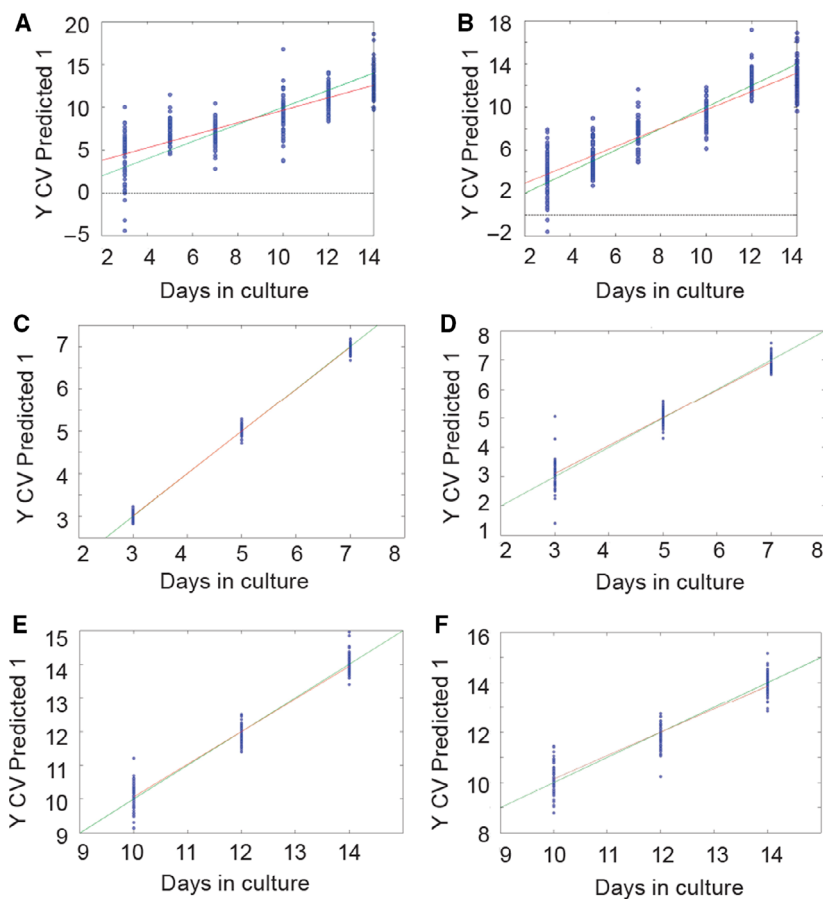 A
20
15
10
5
0
−5
Y CV Predicted 1
2 4 6 8 10 12 14
Days in culture
B
18
14
10
6
2
−2
Y CV Predicted 1
2 4 6 8 10 12 14
Days in culture
C
7
6
5
4
3
Y CV Predicted 1
3 4 5 6 7 8
Days in culture
D
8
7
6
5
4
3
2
1
Y CV Predicted 1
2 3 4 5 6 7 8
Days in culture
E
15
14
13
12
11
10
9
Y CV Predicted 1
9 10 11 12 13 14
Days in culture
F
16
14
12
10
8
Y CV Predicted 1
9 10 11 12 13 14
Days in culture